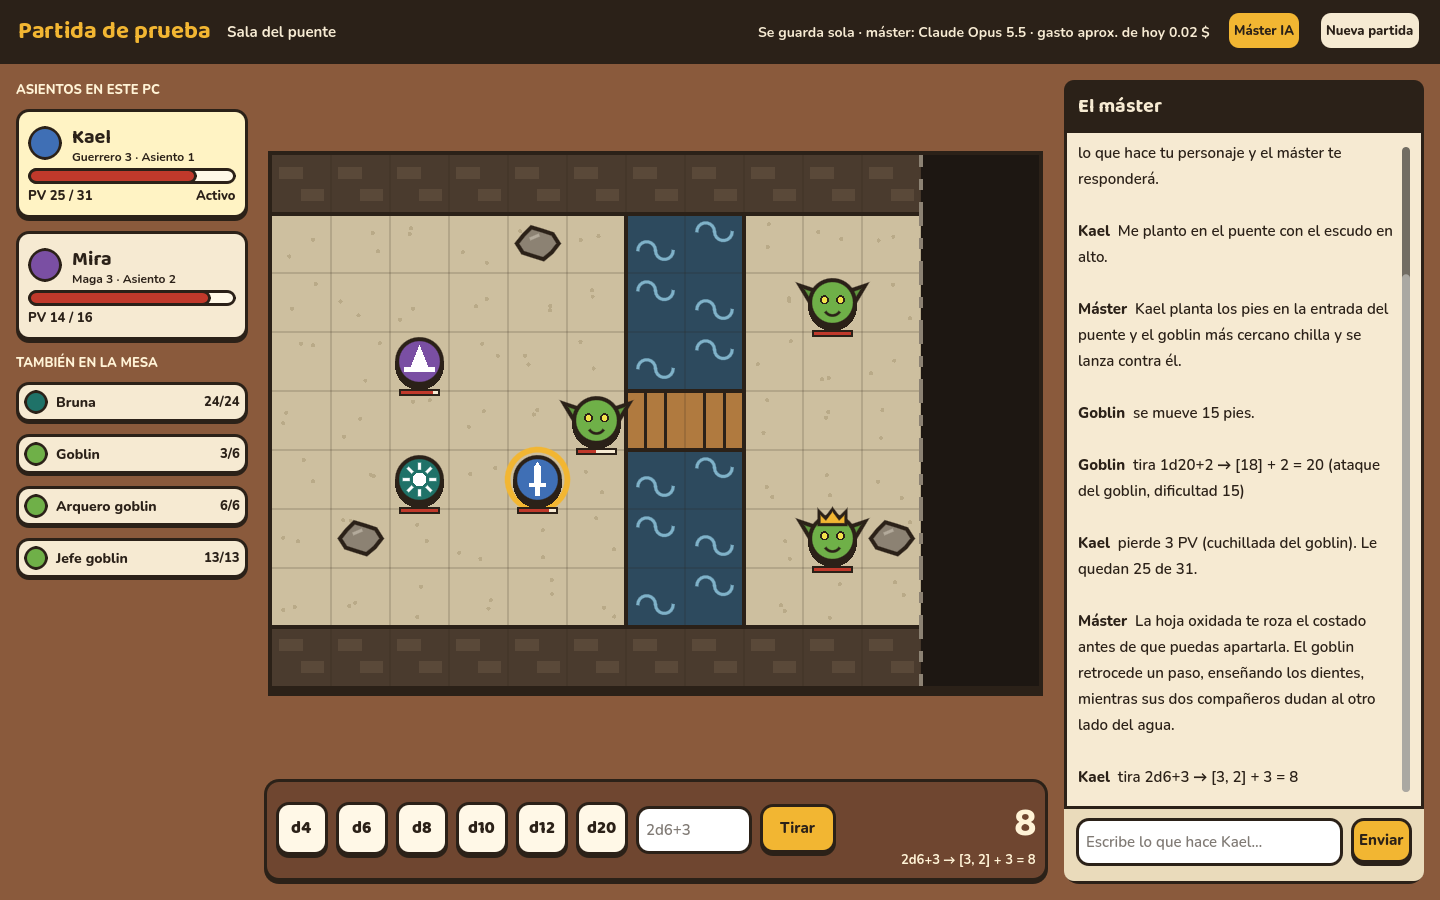 Partida de prueba
Sala del puente
Se guarda sola · máster: Claude Opus 5.5 · gasto aprox. de hoy 0.02 $
Máster IA
Nueva partida
ASIENTOS EN ESTE PC
Kael
Guerrero 3 · Asiento 1
PV 25 / 31
Activo
Mira
Maga 3 · Asiento 2
PV 14 / 16
TAMBIÉN EN LA MESA
Bruna 24/24
Goblin 3/6
Arquero goblin 6/6
Jefe goblin 13/13
d4
d6
d8
d10
d12
d20
2d6+3
Tirar
8
2d6+3 → [3, 2] + 3 = 8
El máster
lo que hace tu personaje y el máster te
responderá.
Kael Me planto en el puente con el escudo en
alto.
Máster Kael planta los pies en la entrada del
puente y el goblin más cercano chilla y se
lanza contra él.
Goblin se mueve 15 pies.
Goblin tira 1d20+2 → [18] + 2 = 20 (ataque
del goblin, dificultad 15)
Kael pierde 3 PV (cuchillada del goblin). Le
quedan 25 de 31.
Máster La hoja oxidada te roza el costado
antes de que puedas apartarla. El goblin
retrocede un paso, enseñando los dientes,
mientras sus dos compañeros dudan al otro
lado del agua.
Kael tira 2d6+3 → [3, 2] + 3 = 8
Escribe lo que hace Kael...
Enviar